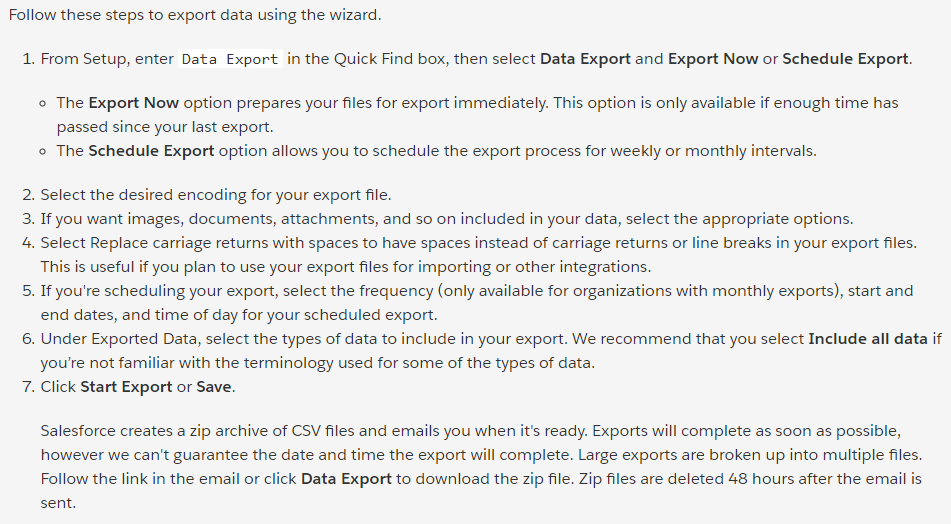 Follow these steps to export data using the wizard.
1. From Setup, enter Data Export in the Quick Find box, then select Data Export and Export Now or Schedule Export.
○ The Export Now option prepares your files for export immediately. This option is only available if enough time has
passed since your last export.
○ The Schedule Export option allows you to schedule the export process for weekly or monthly intervals.
2. Select the desired encoding for your export file.
3. If you want images, documents, attachments, and so on included in your data, select the appropriate options.
4. Select Replace carriage returns with spaces to have spaces instead of carriage returns or line breaks in your export files.
This is useful if you plan to use your export files for importing or other integrations.
5. If you're scheduling your export, select the frequency (only available for organizations with monthly exports), start and
end dates, and time of day for your scheduled export.
6. Under Exported Data, select the types of data to include in your export. We recommend that you select Include all data if
you’re not familiar with the terminology used for some of the types of data.
7. Click Start Export or Save.
Salesforce creates a zip archive of CSV files and emails you when it's ready. Exports will complete as soon as possible,
however we can't guarantee the date and time the export will complete. Large exports are broken up into multiple files.
Follow the link in the email or click Data Export to download the zip file. Zip files are deleted 48 hours after the email is
sent.